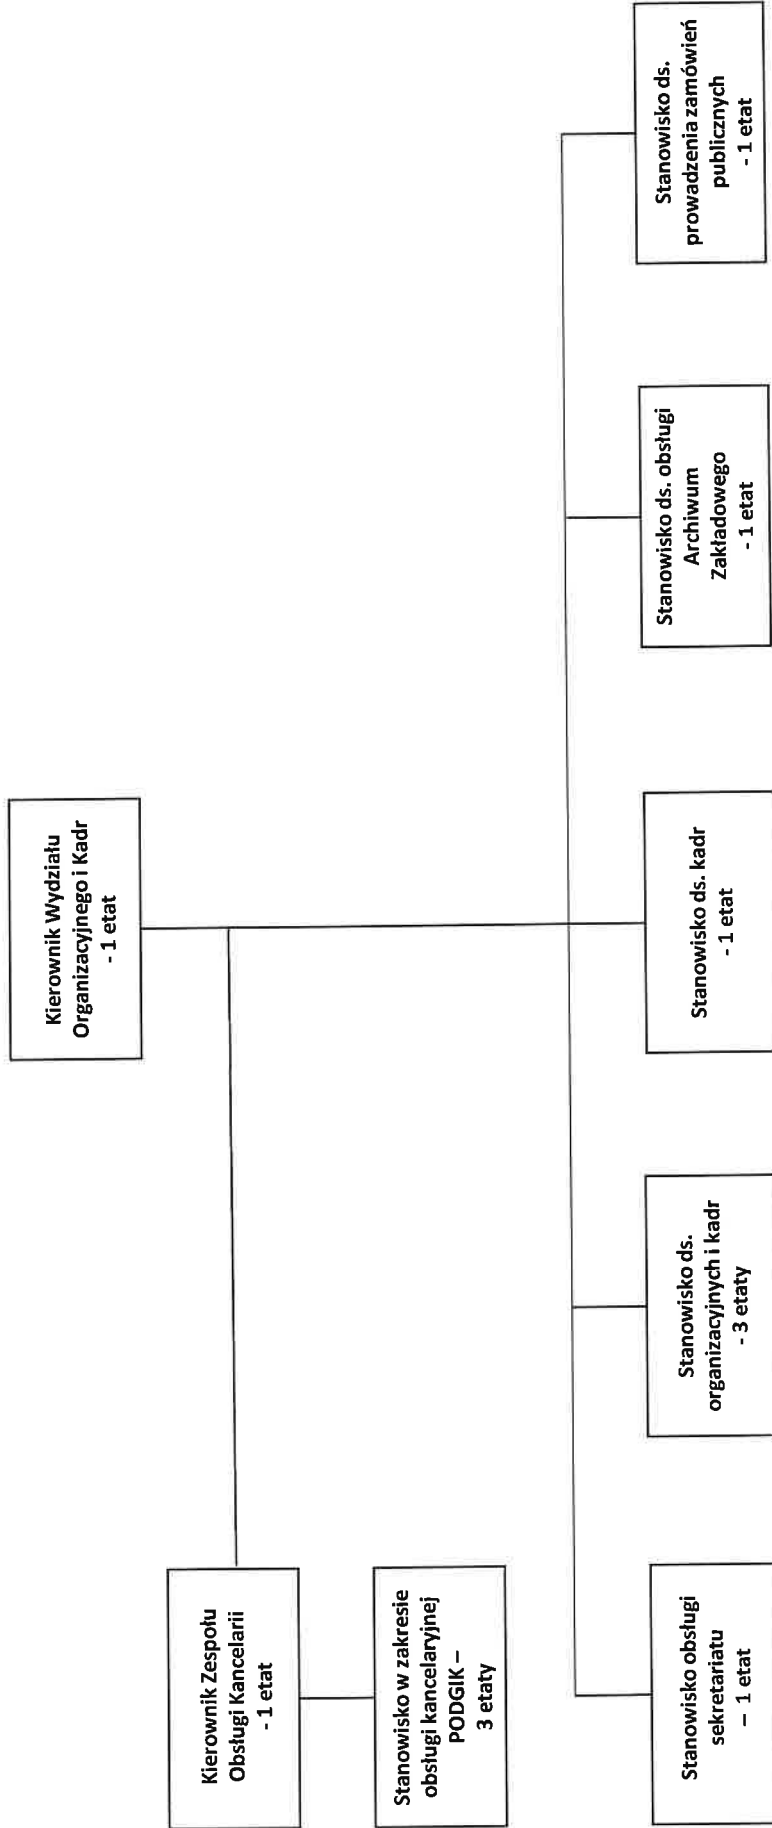 Kierownik Wydziału
Organizacyjnego i Kadr
- 1 etat
Kierownik Zespołu
Obsługi Kancelarii
- 1 etat
Stanowisko w zakresie
obsługi kancelaryjnej
PODGIK –
3 etaty
Stanowisko obsługi
sekretariatu
– 1 etat
Stanowisko ds.
organizacyjnych i kadr
- 3 etaty
Stanowisko ds. kadr
- 1 etat
Stanowisko ds. obsługi
Archiwum
Zakładowego
- 1 etat
Stanowisko ds.
prowadzenia zamówień
publicznych
- 1 etat